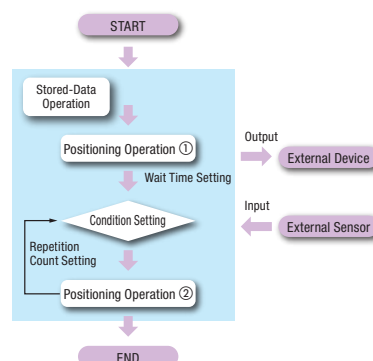 START
Stored-Data
Operation
Positioning Operation ①
Output
External Device
Wait Time Setting
Input
Condition Setting
External Sensor
Repetition
Count Setting
Positioning Operation ②
END